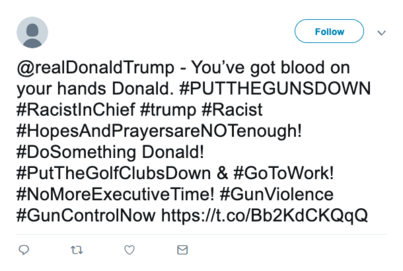 Follow
@realDonaldTrump - You've got blood on
your hands Donald. #PUTTHEGUNSDOWN
#RacistInChief #trump #Racist
#HopesAndPrayersareNOTenough!
#DoSomething Donald!
#PutTheGolfClubsDown & #GoToWork!
#NoMoreExecutiveTime! #GunViolence
#GunControlNow https://t.co/Bb2KdCKQqQ